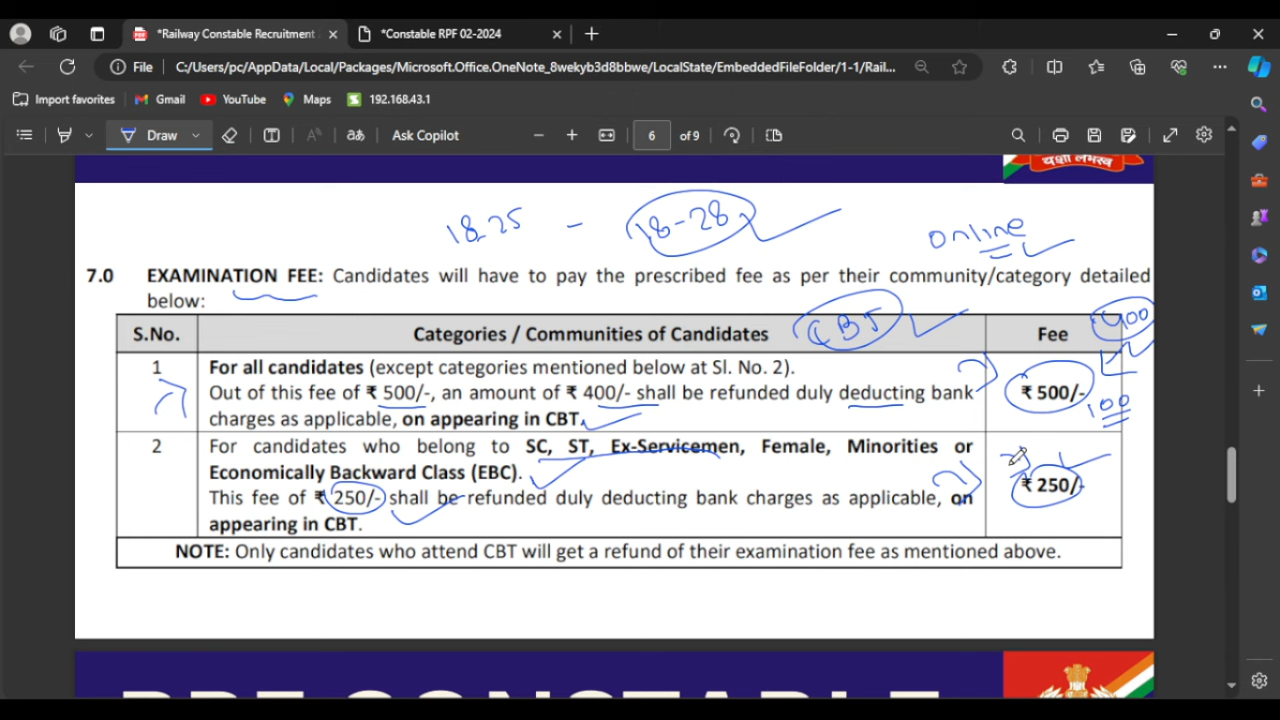 *Railway Constable Recruitment
*Constable RPF 02-2024
File
C:/Users/pc/AppData/Local/Packages/Microsoft.Office.OneNote_8wekyb3d8bbwe/LocalState/EmbeddedFileFolder/1-1/Rail...
Import favorites
Gmail
YouTube
Maps
192.168.43.1
Draw
Ask Copilot
6 of 9
यशो लभस्व
18-25 - 18-28
Online
7.0 EXAMINATION FEE: Candidates will have to pay the prescribed fee as per their community/category detailed
below:
CBT
400
S.No. Categories / Communities of Candidates Fee
1 For all candidates (except categories mentioned below at Sl. No. 2).
Out of this fee of ₹ 500/-, an amount of ₹ 400/- shall be refunded duly deducting bank
charges as applicable, on appearing in CBT.
₹ 500/-
100
2 For candidates who belong to SC, ST, Ex-Servicemen, Female, Minorities or
Economically Backward Class (EBC).
This fee of ₹ 250/- shall be refunded duly deducting bank charges as applicable, on
appearing in CBT.
₹ 250/-
NOTE: Only candidates who attend CBT will get a refund of their examination fee as mentioned above.